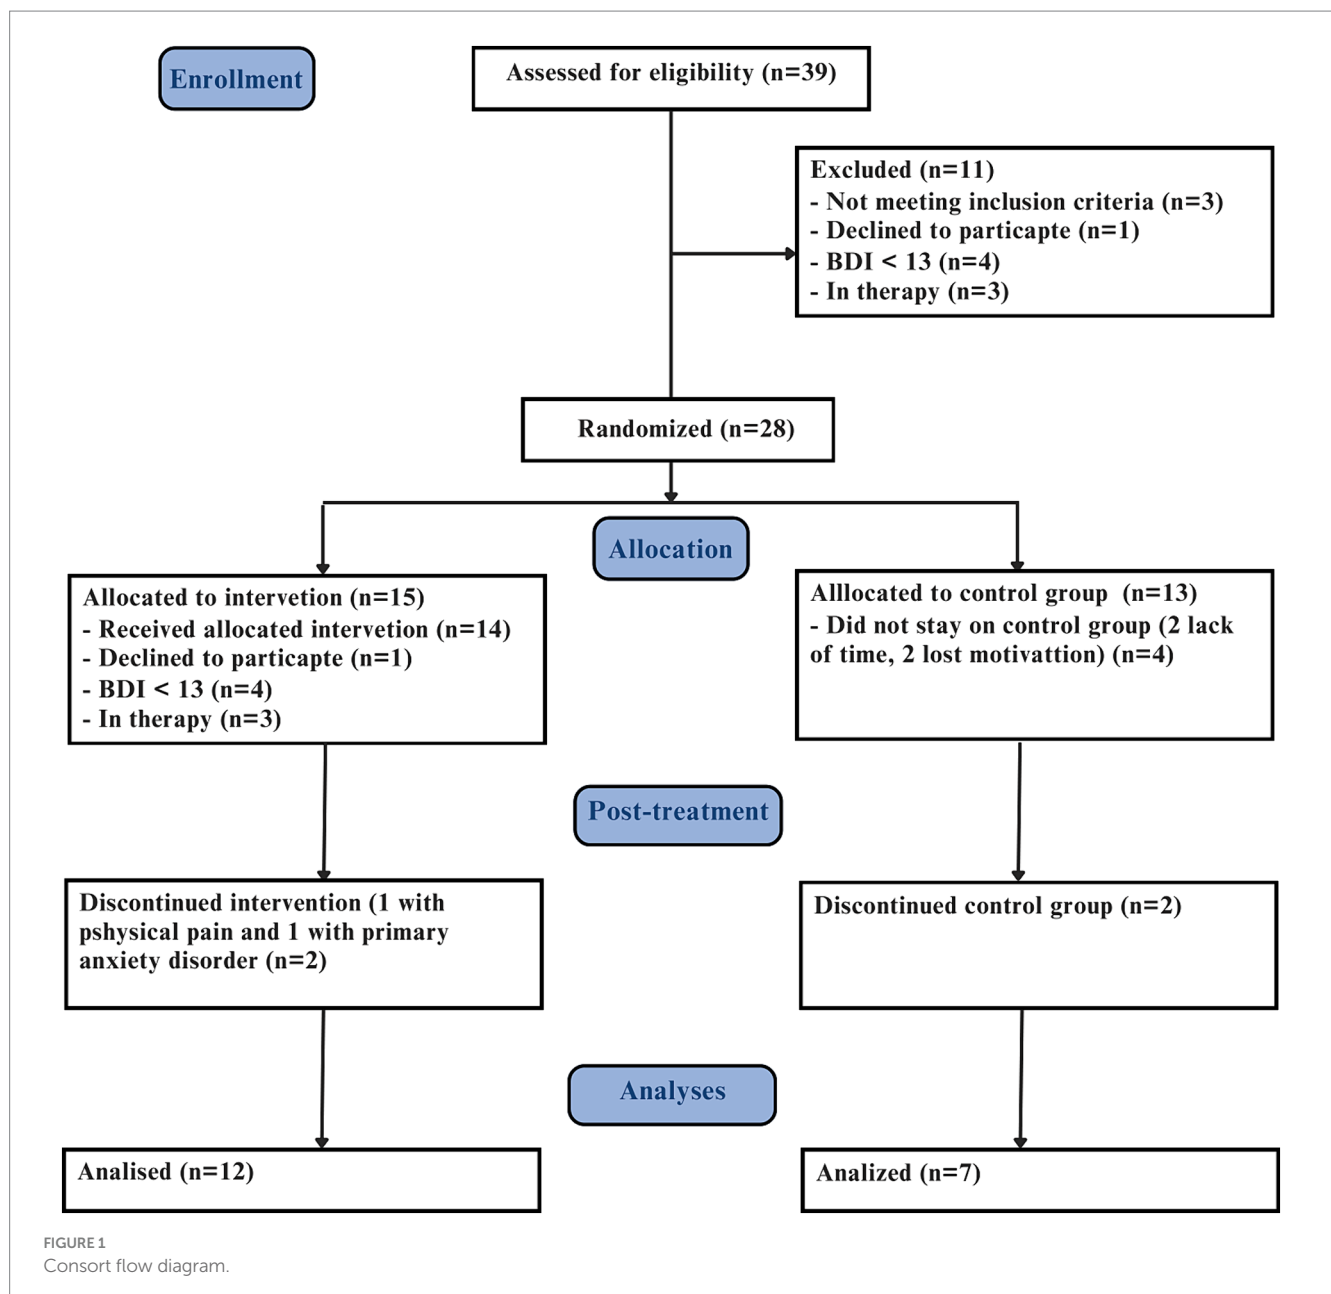 Enrollment
Assessed for eligibility (n=39)
Excluded (n=11)
- Not meeting inclusion criteria (n=3)
- Declined to particapte (n=1)
- BDI < 13 (n=4)
- In therapy (n=3)
Randomized (n=28)
Allocation
Allocated to intervetion (n=15)
- Received allocated intervetion (n=14)
- Declined to particapte (n=1)
- BDI < 13 (n=4)
- In therapy (n=3)
Alllocated to control group (n=13)
- Did not stay on control group (2 lack
of time, 2 lost motivattion) (n=4)
Post-treatment
Discontinued intervention (1 with
pshysical pain and 1 with primary
anxiety disorder (n=2)
Discontinued control group (n=2)
Analyses
Analised (n=12)
Analized (n=7)
FIGURE 1
Consort flow diagram.